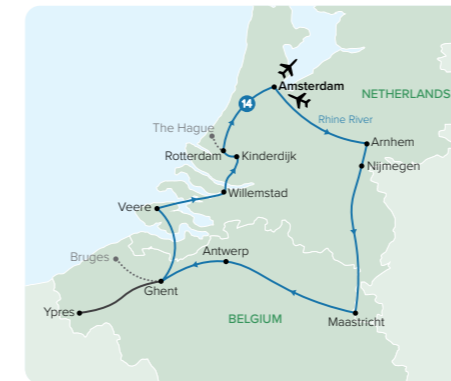 Amsterdam
NETHERLANDS
14
Rhine River
The Hague
Arnhem
Rotterdam
Kinderdijk
Nijmegen
Willemstad
Veere
Antwerp
Bruges
Ghent
Ypres
BELGIUM
Maastricht